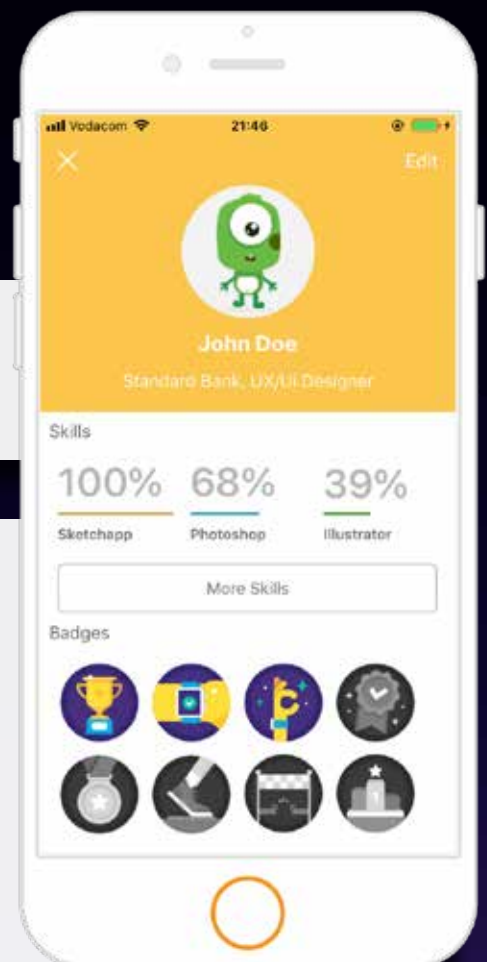 Vodacom 21:46
Edit
John Doe
Standard Bank, UX/UI Designer
Skills
100% 68% 39%
Sketchapp Photoshop Illustrator
More Skills
Badges
1